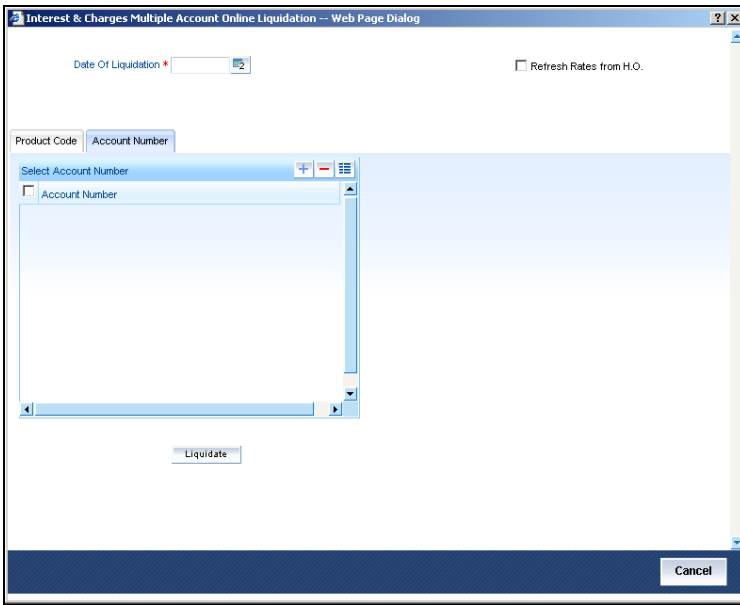 Interest & Charges Multiple Account Online Liquidation -- Web Page Dialog
Date Of Liquidation *
Refresh Rates from H.O.
Product Code
Account Number
Select Account Number
Account Number
Liquidate
Cancel